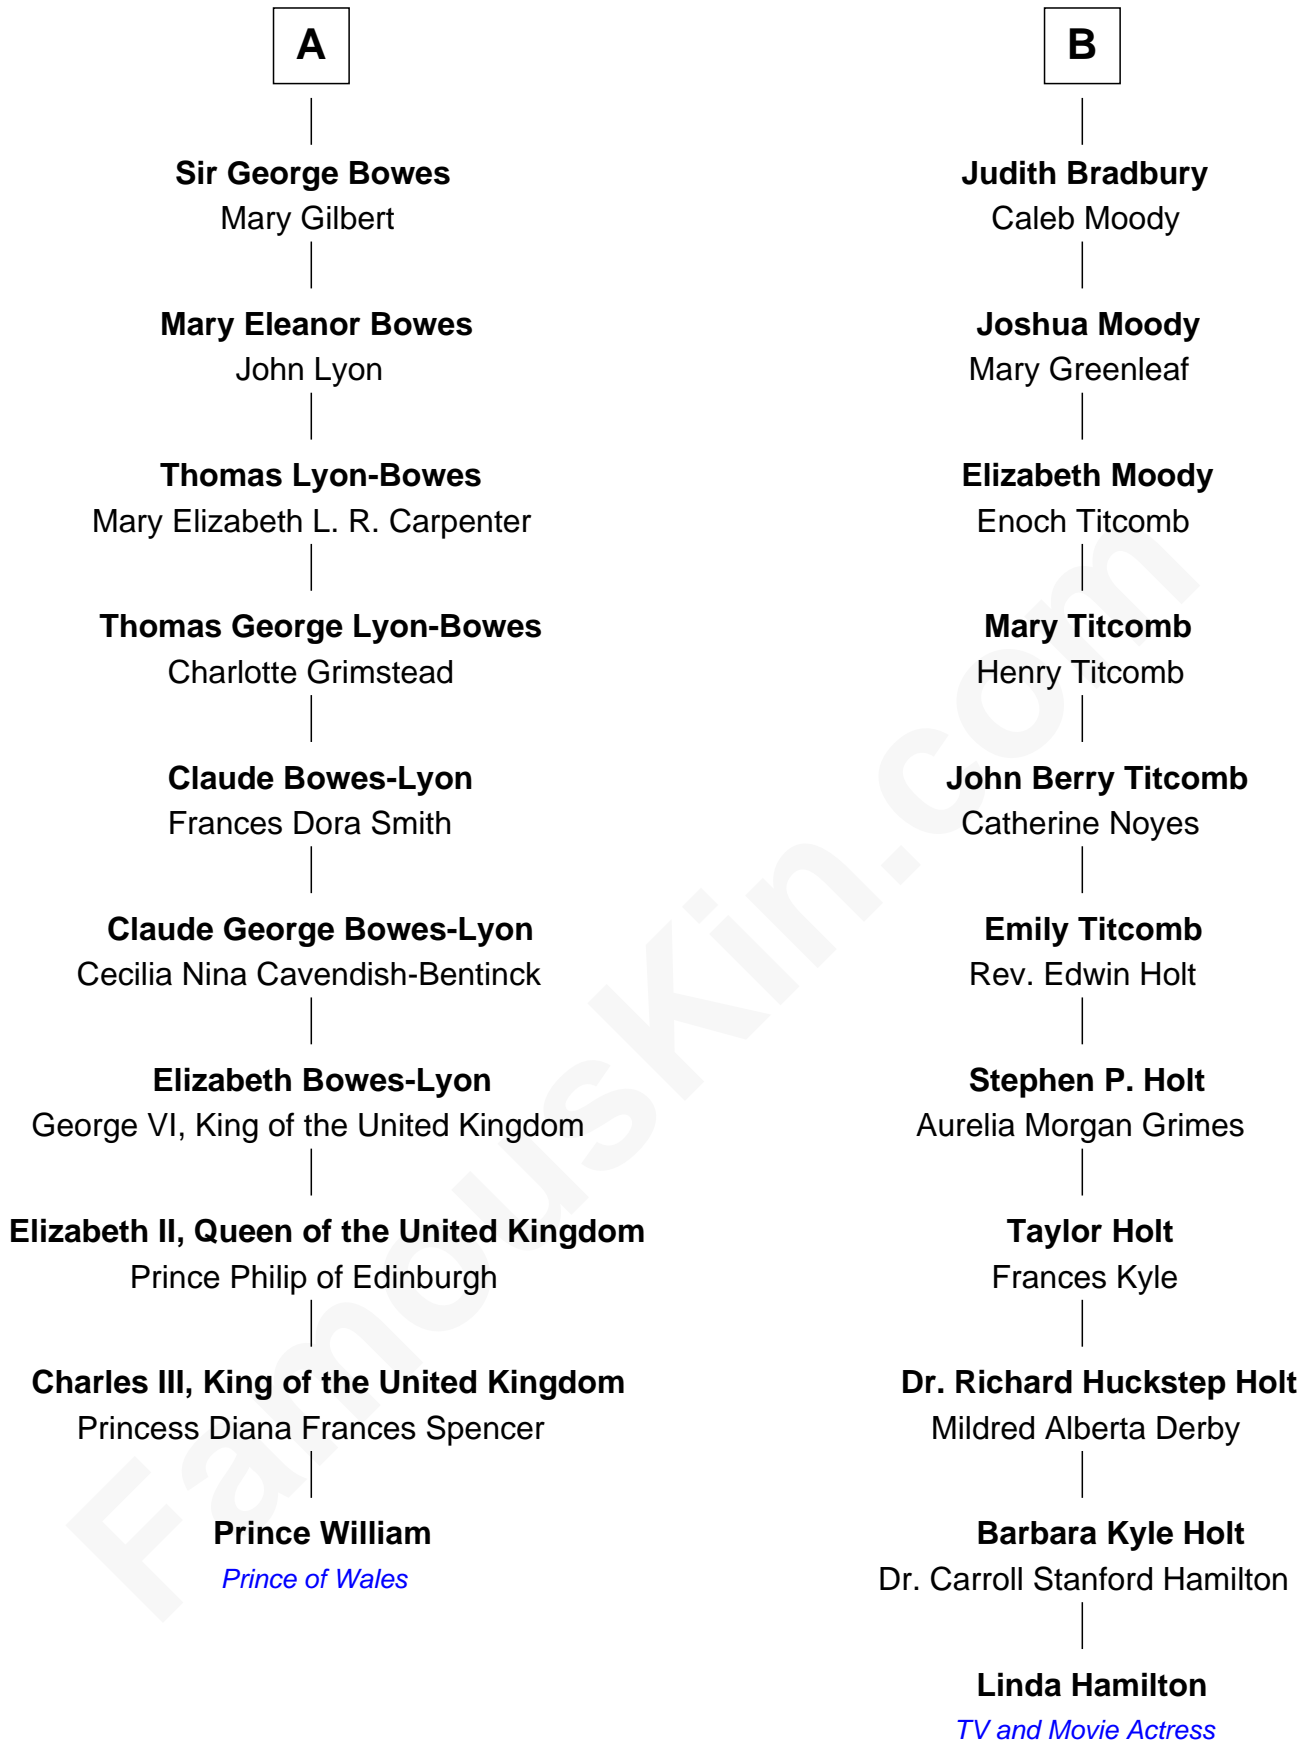 A
Sir George Bowes
Mary Gilbert
Mary Eleanor Bowes
John Lyon
Thomas Lyon-Bowes
Mary Elizabeth L. R. Carpenter
Thomas George Lyon-Bowes
Charlotte Grimstead
Claude Bowes-Lyon
Frances Dora Smith
Claude George Bowes-Lyon
Cecilia Nina Cavendish-Bentinck
Elizabeth Bowes-Lyon
George VI, King of the United Kingdom
Elizabeth II, Queen of the United Kingdom
Prince Philip of Edinburgh
Charles III, King of the United Kingdom
Princess Diana Frances Spencer
Prince William
Prince of Wales
B
Judith Bradbury
Caleb Moody
Joshua Moody
Mary Greenleaf
Elizabeth Moody
Enoch Titcomb
Mary Titcomb
Henry Titcomb
John Berry Titcomb
Catherine Noyes
Emily Titcomb
Rev. Edwin Holt
Stephen P. Holt
Aurelia Morgan Grimes
Taylor Holt
Frances Kyle
Dr. Richard Huckstep Holt
Mildred Alberta Derby
Barbara Kyle Holt
Dr. Carroll Stanford Hamilton
Linda Hamilton
TV and Movie Actress
FamousKin.com